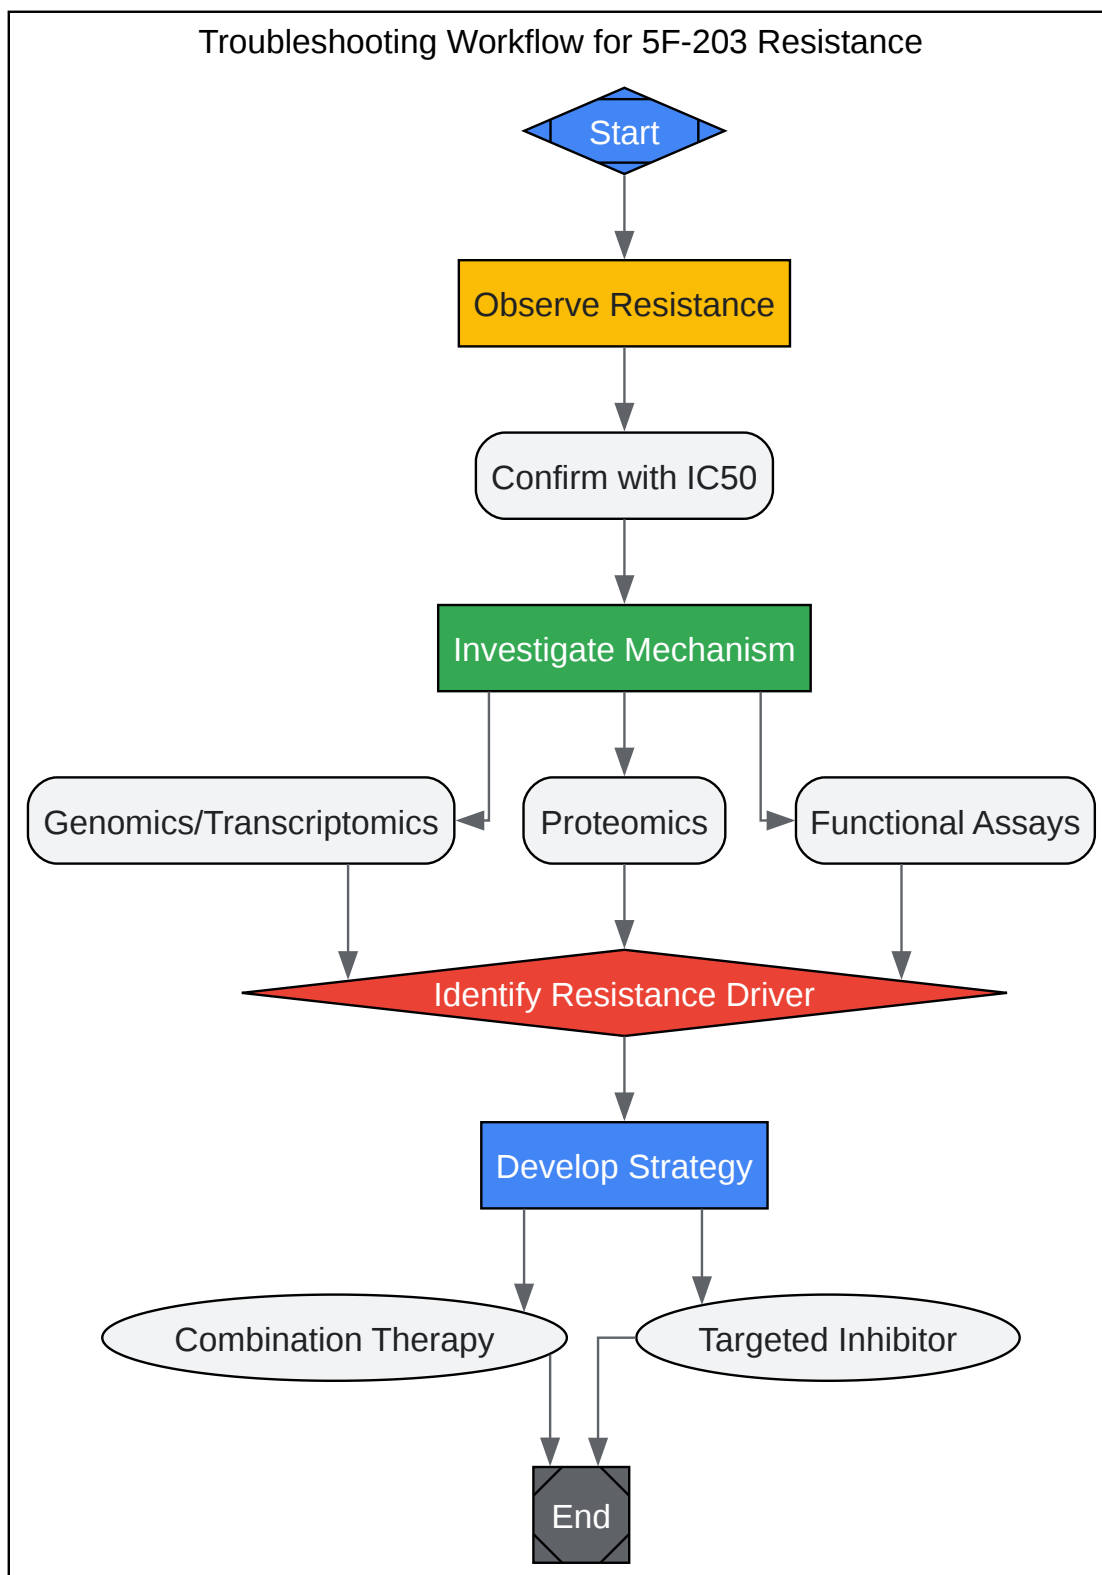 Troubleshooting Workflow for 5F-203 Resistance
Start
Observe Resistance
Confirm with IC50
Investigate Mechanism
Genomics/Transcriptomics
Proteomics
Functional Assays
Identify Resistance Driver
Develop Strategy
Combination Therapy
Targeted Inhibitor
End